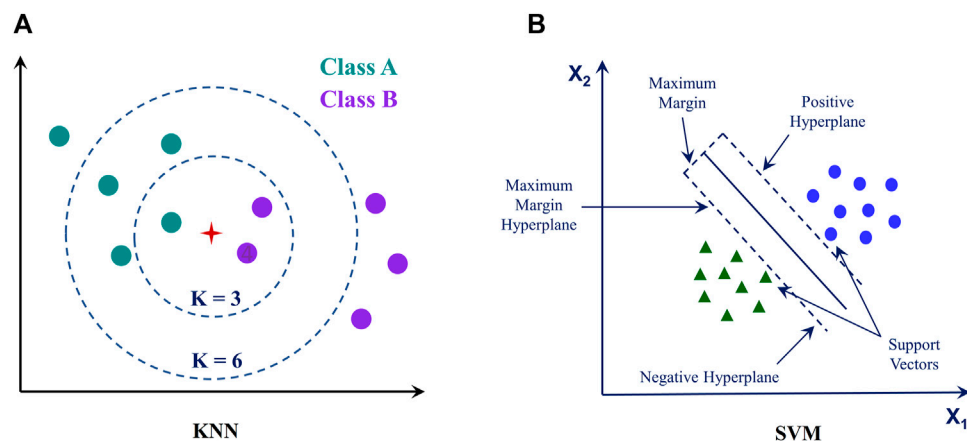 A
Class A
Class B
4
K = 3
K = 6
KNN
B
X2
Maximum
Margin
Positive
Hyperplane
Maximum
Margin
Hyperplane
Support
Vectors
Negative Hyperplane
X1
SVM